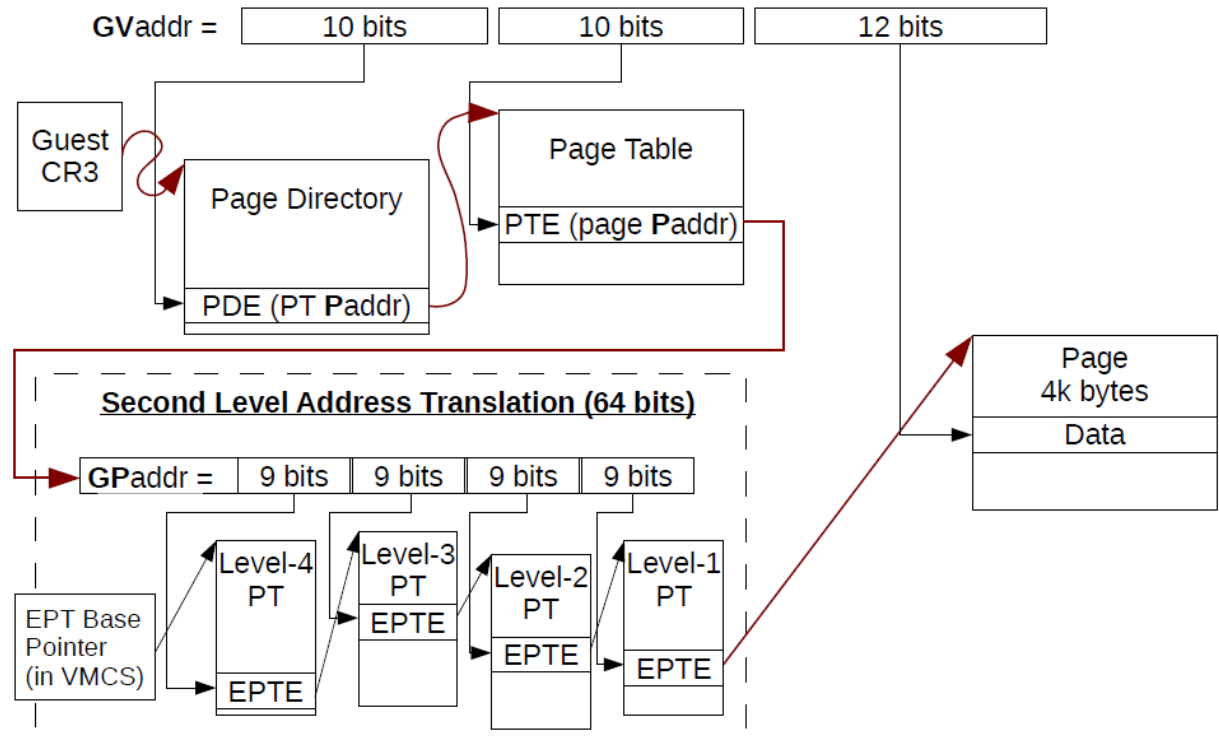 GVaddr = 10 bits 10 bits 12 bits
Guest
CR3
Page Directory
PDE (PT Paddr)
Page Table
PTE (page Paddr)
Page
4k bytes
Data
Second Level Address Translation (64 bits)
GPaddr = 9 bits 9 bits 9 bits 9 bits
EPT Base
Pointer
(in VMCS)
Level-4
PT
EPTE
Level-3
PT
EPTE
Level-2
PT
EPTE
Level-1
PT
EPTE